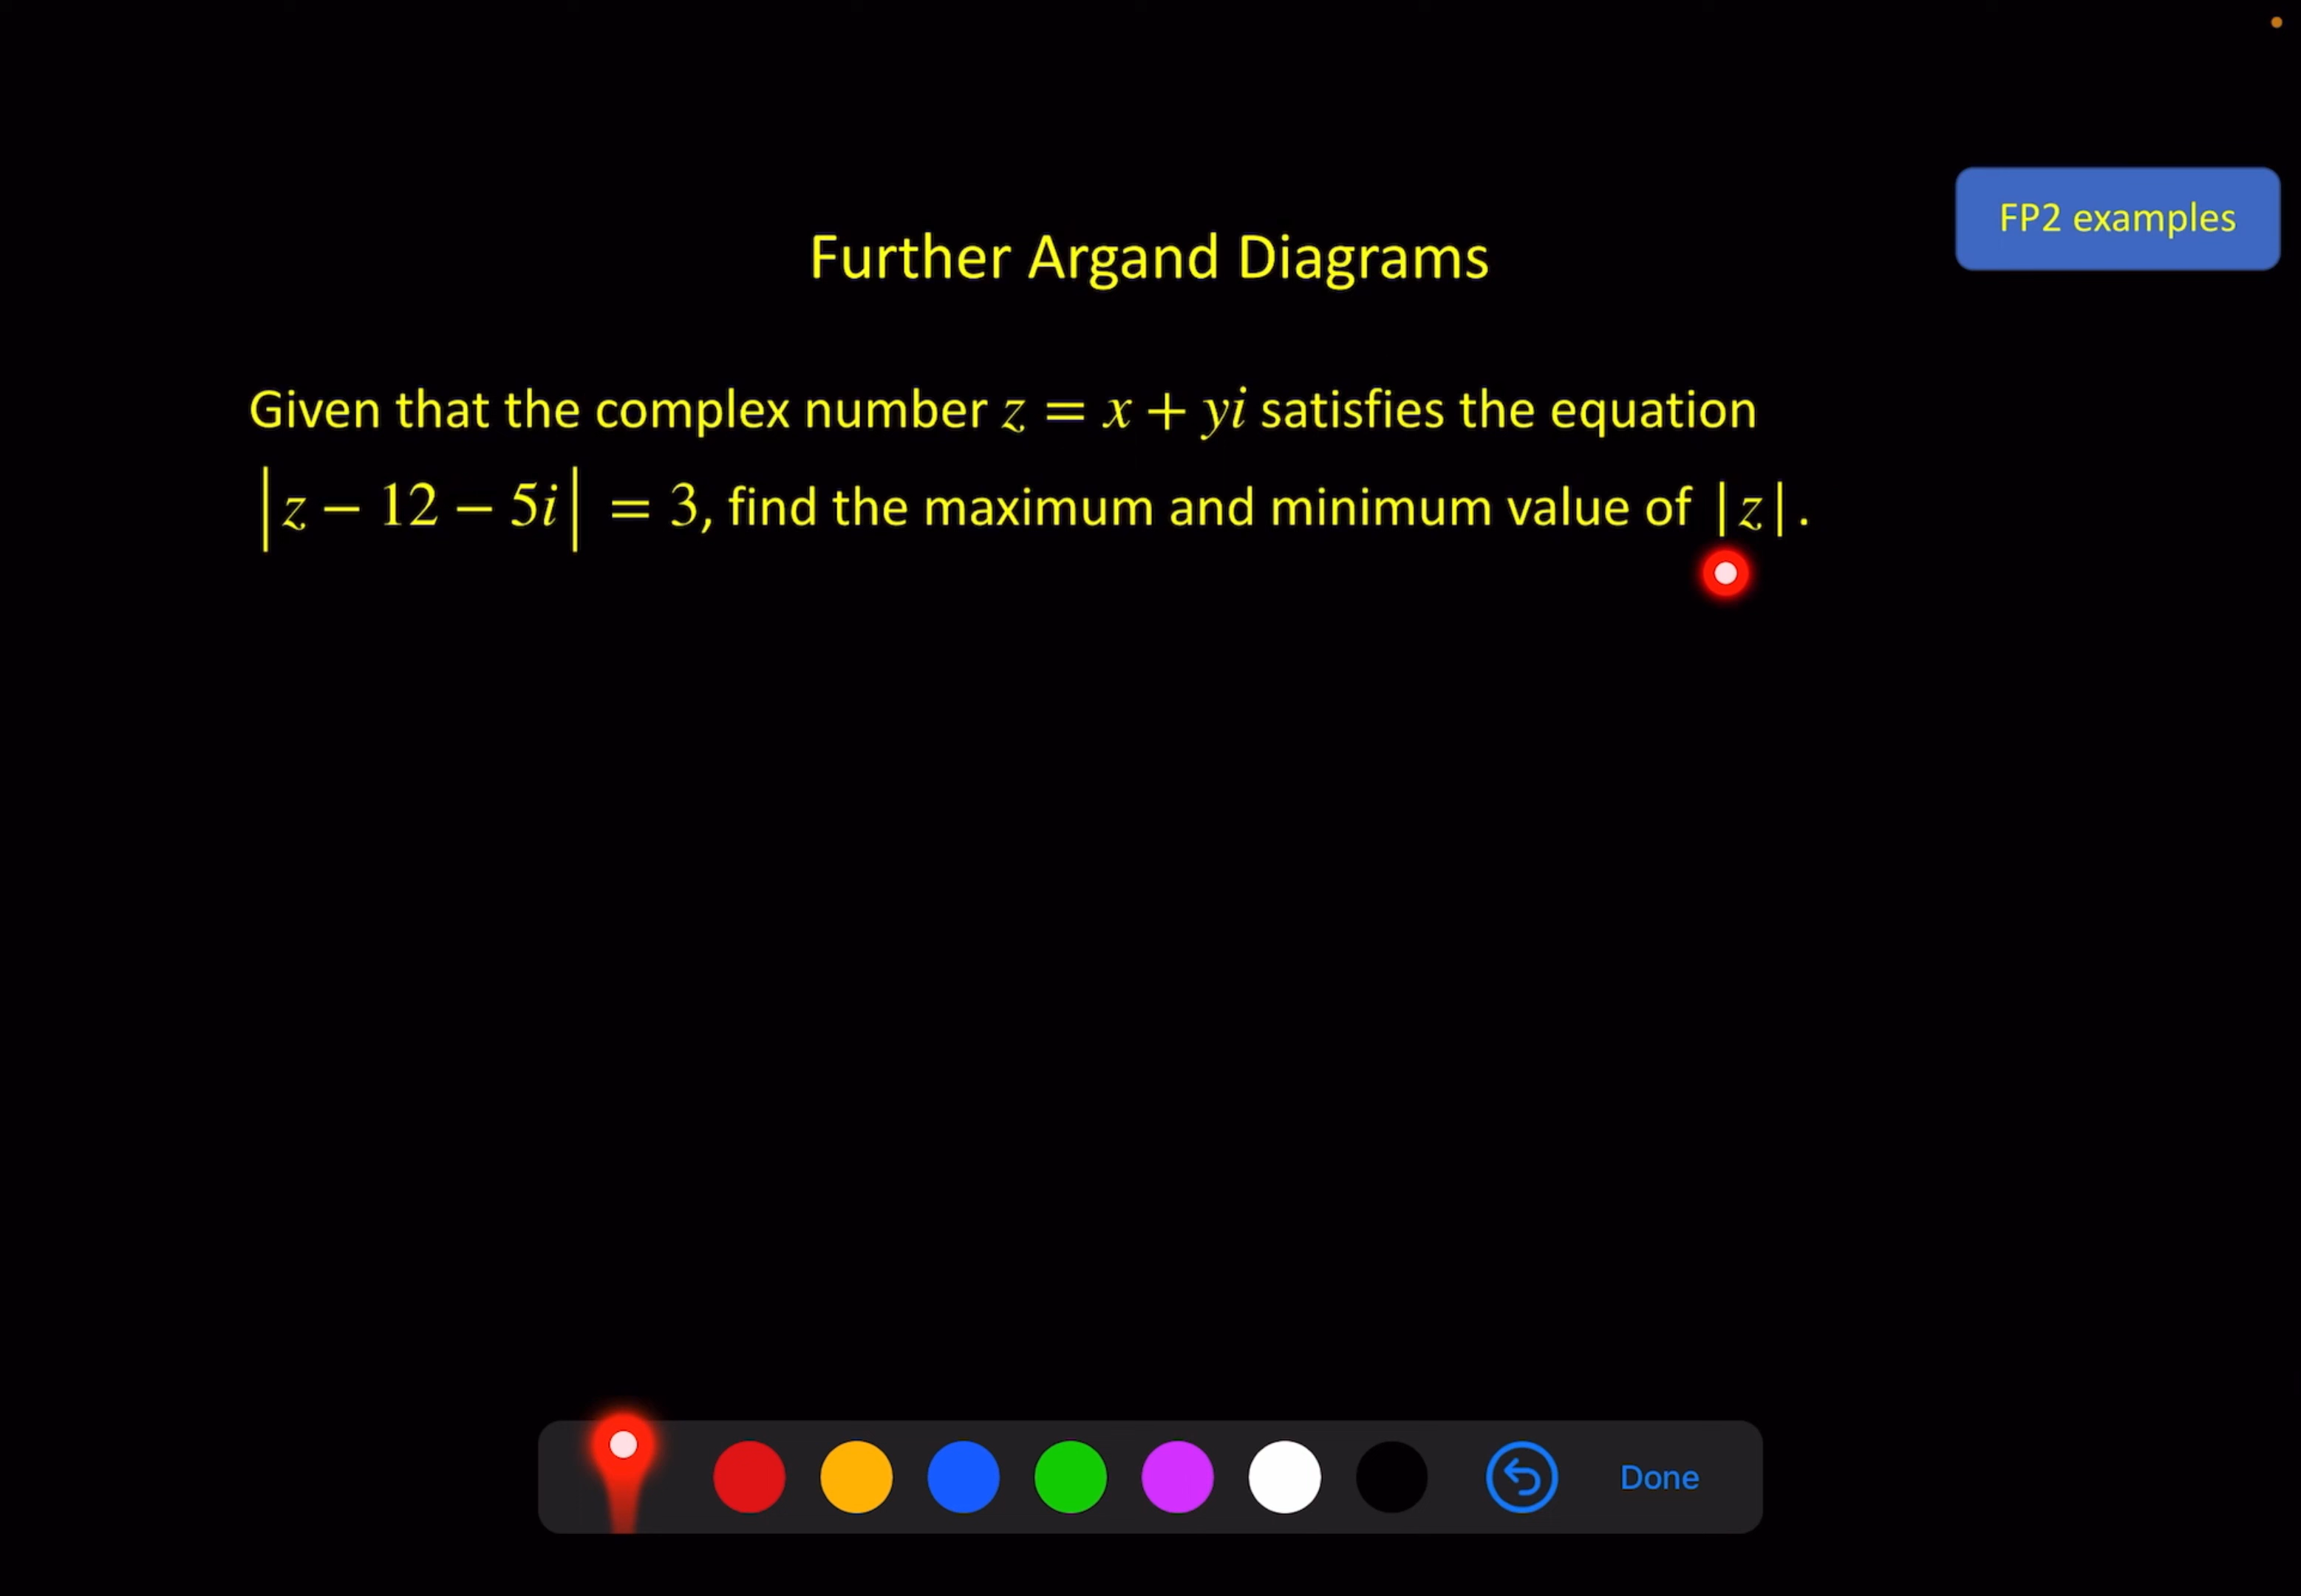 FP2 examples
Further Argand Diagrams
Given that the complex number z = x + yi satisfies the equation
|z − 12 − 5i| = 3, find the maximum and minimum value of |z|.
Done